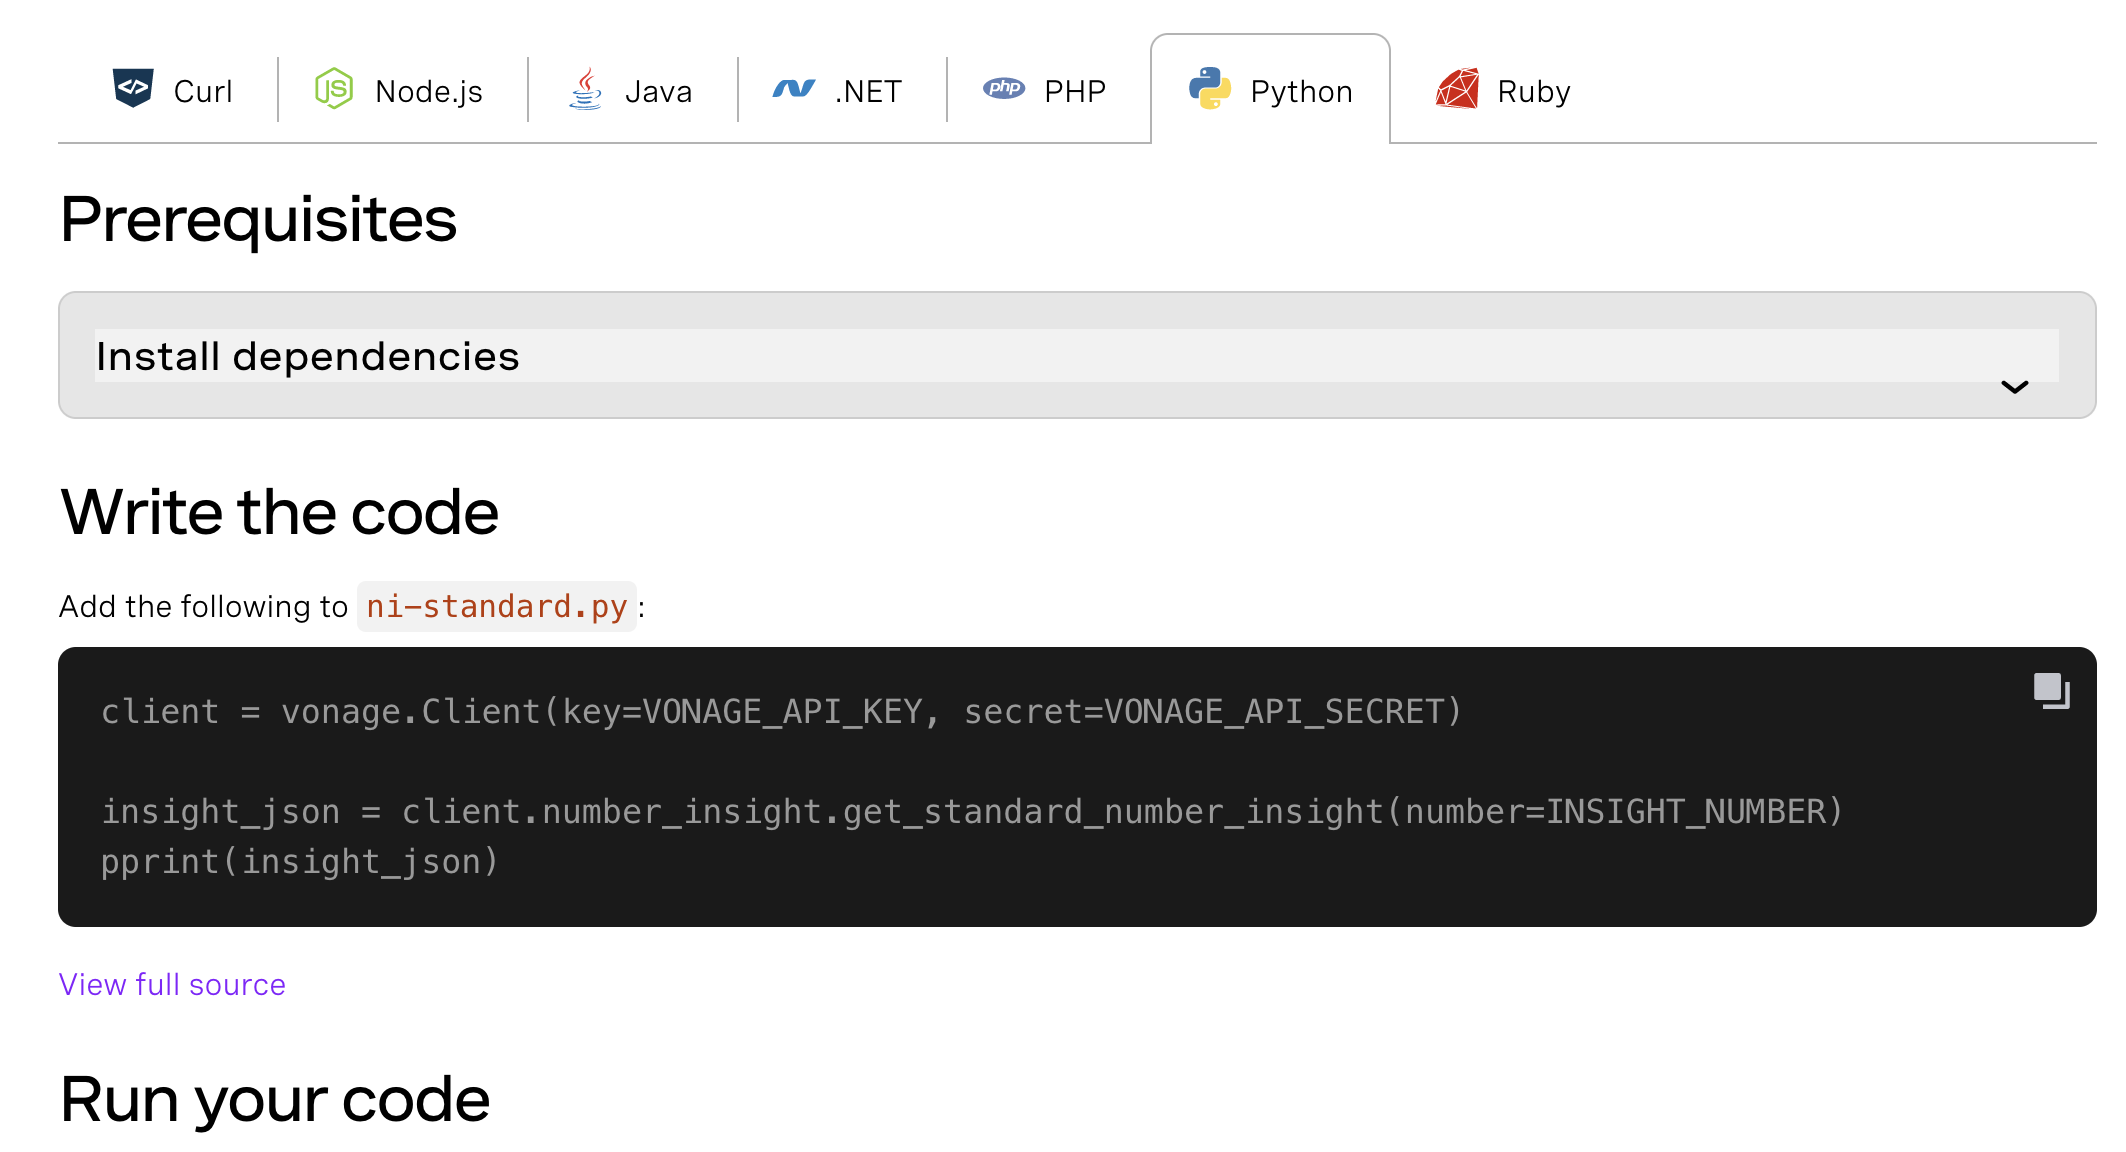 </> Curl JS Node.js Java .NET php PHP Python Ruby
Prerequisites
Install dependencies
Write the code
Add the following to ni-standard.py:
client = vonage.Client(key=VONAGE_API_KEY, secret=VONAGE_API_SECRET)
insight_json = client.number_insight.get_standard_number_insight(number=INSIGHT_NUMBER)
pprint(insight_json)
View full source
Run your code